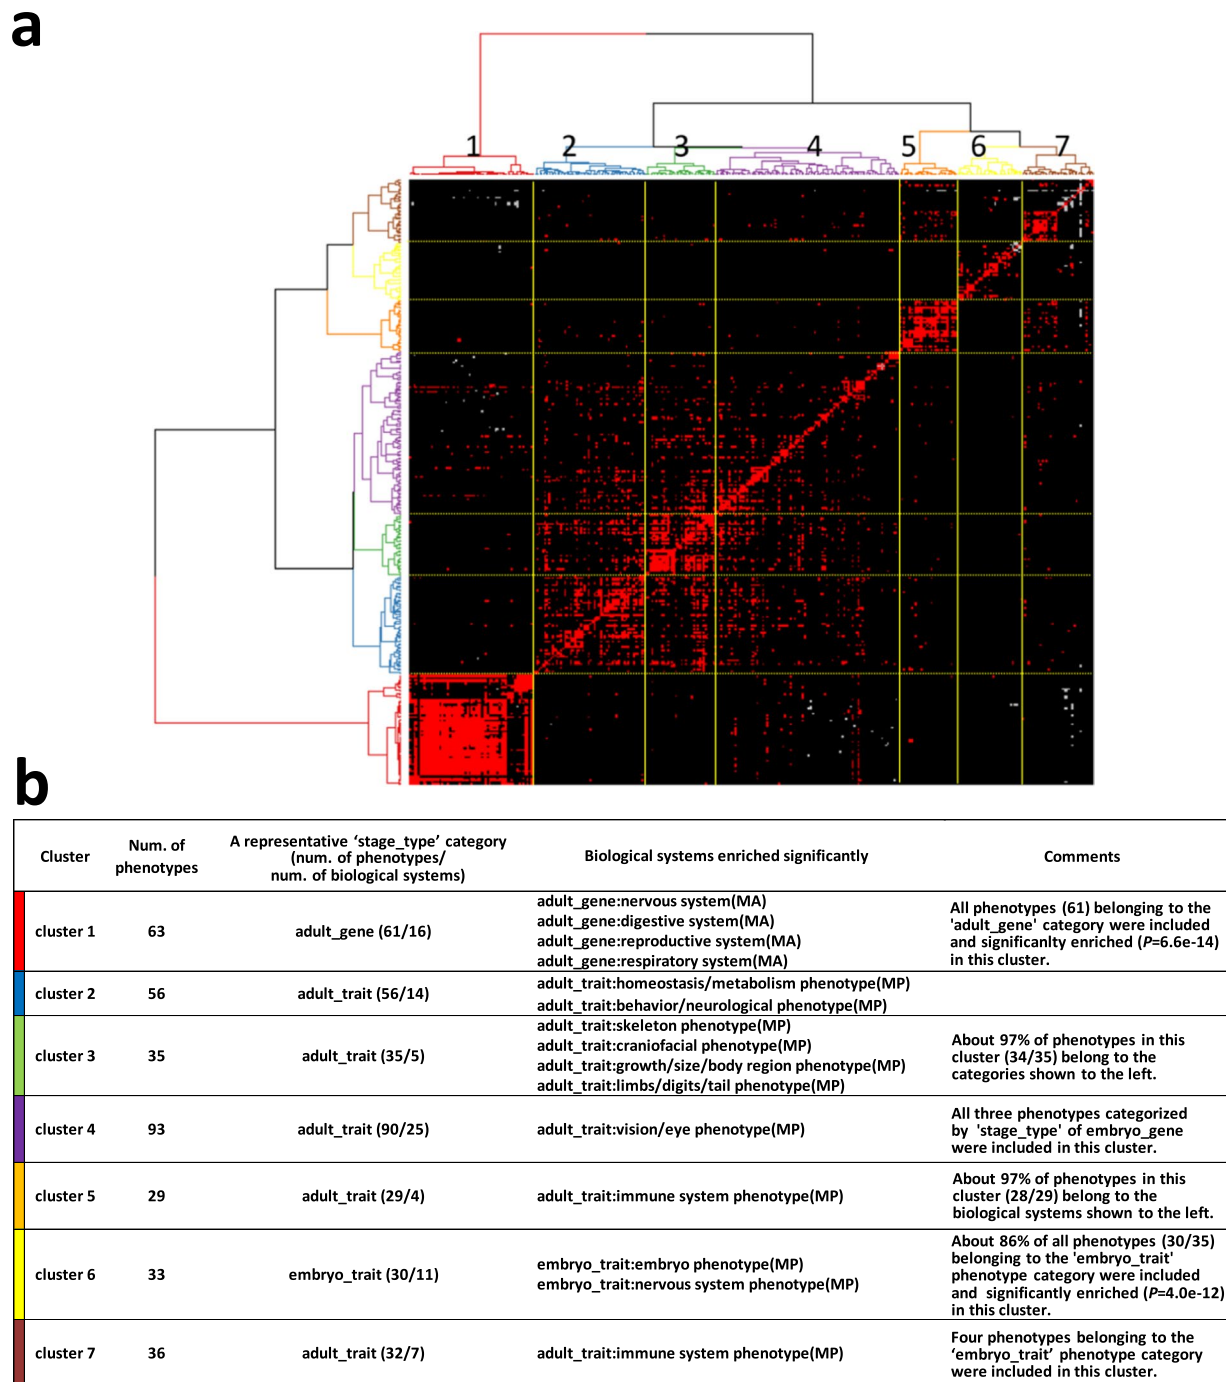 a
1 2 3 4 5 6 7
b
Cluster
Num. of
phenotypes
A representative ‘stage_type’ category
(num. of phenotypes/
num. of biological systems)
Biological systems enriched significantly
Comments
cluster 1
63
adult_gene (61/16)
adult_gene:nervous system(MA)
adult_gene:digestive system(MA)
adult_gene:reproductive system(MA)
adult_gene:respiratory system(MA)
All phenotypes (61) belonging to the
'adult_gene' category were included
and significanlty enriched (P=6.6e-14)
in this cluster.
cluster 2
56
adult_trait (56/14)
adult_trait:homeostasis/metabolism phenotype(MP)
adult_trait:behavior/neurological phenotype(MP)
cluster 3
35
adult_trait (35/5)
adult_trait:skeleton phenotype(MP)
adult_trait:craniofacial phenotype(MP)
adult_trait:growth/size/body region phenotype(MP)
adult_trait:limbs/digits/tail phenotype(MP)
About 97% of phenotypes in this
cluster (34/35) belong to the
categories shown to the left.
cluster 4
93
adult_trait (90/25)
adult_trait:vision/eye phenotype(MP)
All three phenotypes categorized
by 'stage_type' of embryo_gene
were included in this cluster.
cluster 5
29
adult_trait (29/4)
adult_trait:immune system phenotype(MP)
About 97% of phenotypes in this
cluster (28/29) belong to the
biological systems shown to the left.
cluster 6
33
embryo_trait (30/11)
embryo_trait:embryo phenotype(MP)
embryo_trait:nervous system phenotype(MP)
About 86% of all phenotypes (30/35)
belonging to the 'embryo_trait'
phenotype category were included
and significantly enriched (P=4.0e-12)
in this cluster.
cluster 7
36
adult_trait (32/7)
adult_trait:immune system phenotype(MP)
Four phenotypes belonging to the
‘embryo_trait’ phenotype category
were included in this cluster.